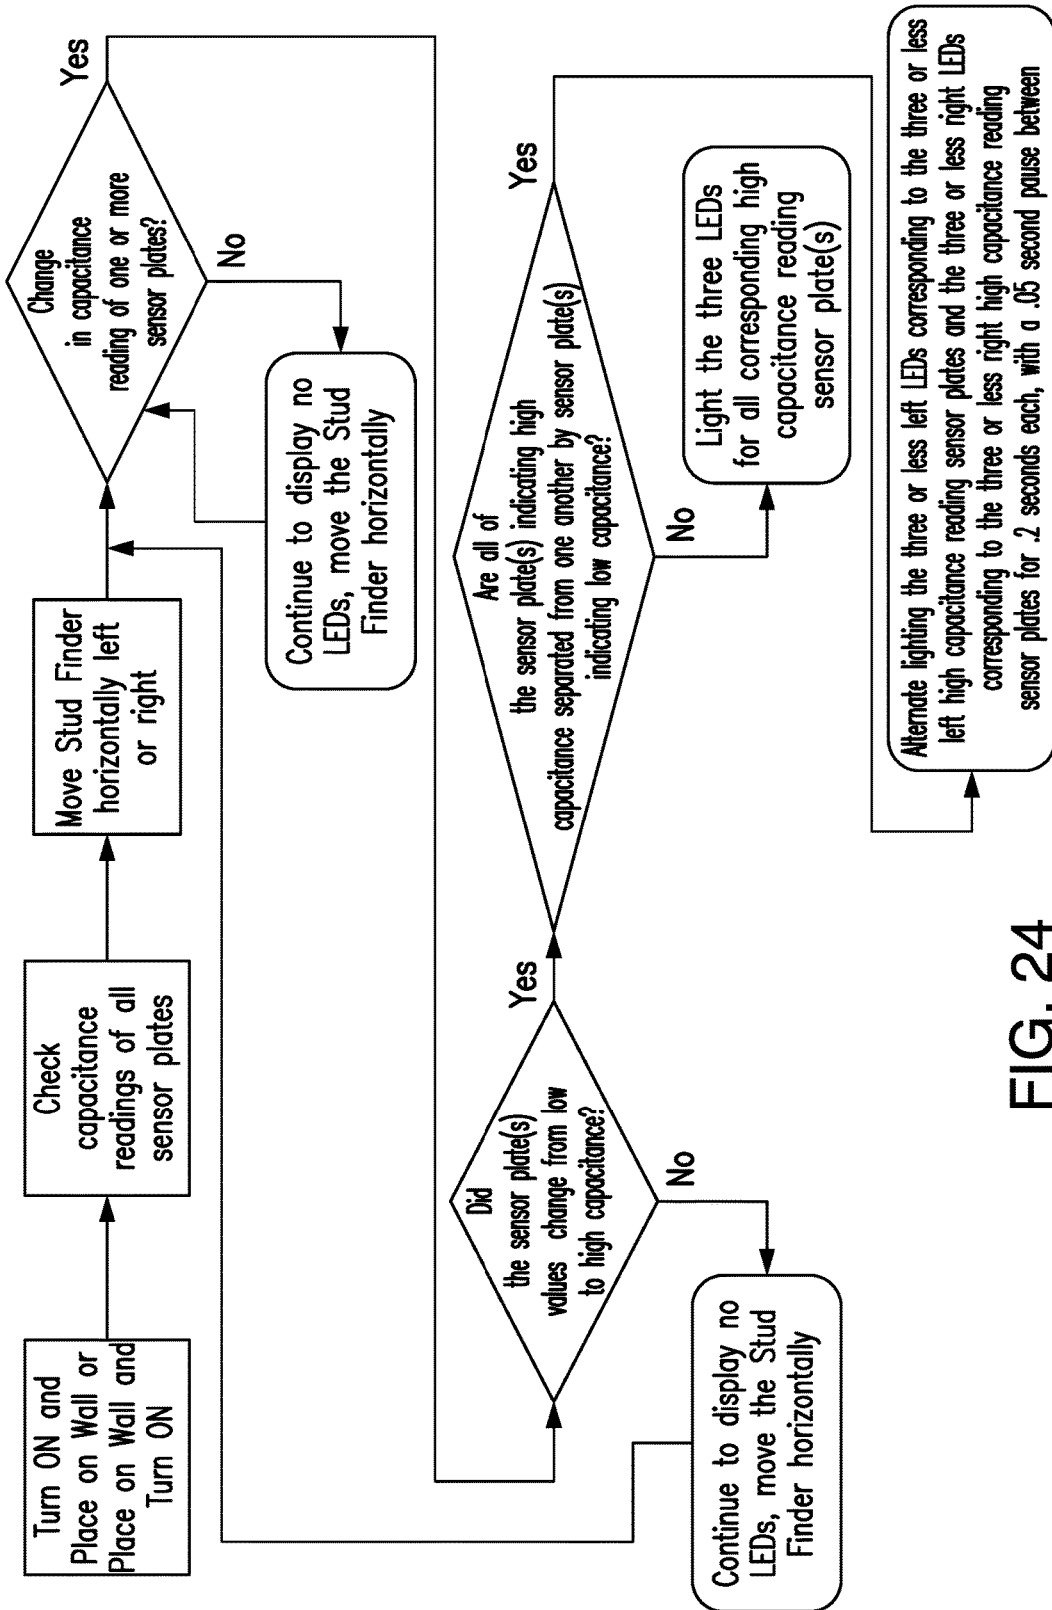 Turn ON and
Place on Wall or
Place on Wall and
Turn ON
Check
capacitance
readings of all
sensor plates
Move Stud Finder
horizontally left
or right
Change
in capacitance
reading of one or more
sensor plates?
Yes
No
Continue to display no
LEDs, move the Stud
Finder horizontally
Did
the sensor plate(s)
values change from low
to high capacitance?
Yes
No
Continue to display no
LEDs, move the Stud
Finder horizontally
Are all of
the sensor plate(s) indicating high
capacitance separated from one another by sensor plate(s)
indicating low capacitance?
Yes
No
Light the three LEDs
for all corresponding high
capacitance reading
sensor plate(s)
Alternate lighting the three or less left LEDs corresponding to the three or less
left high capacitance reading sensor plates and the three or less right LEDs
corresponding to the three or less right high capacitance reading
sensor plates for .2 seconds each, with a .05 second pause between
FIG. 24